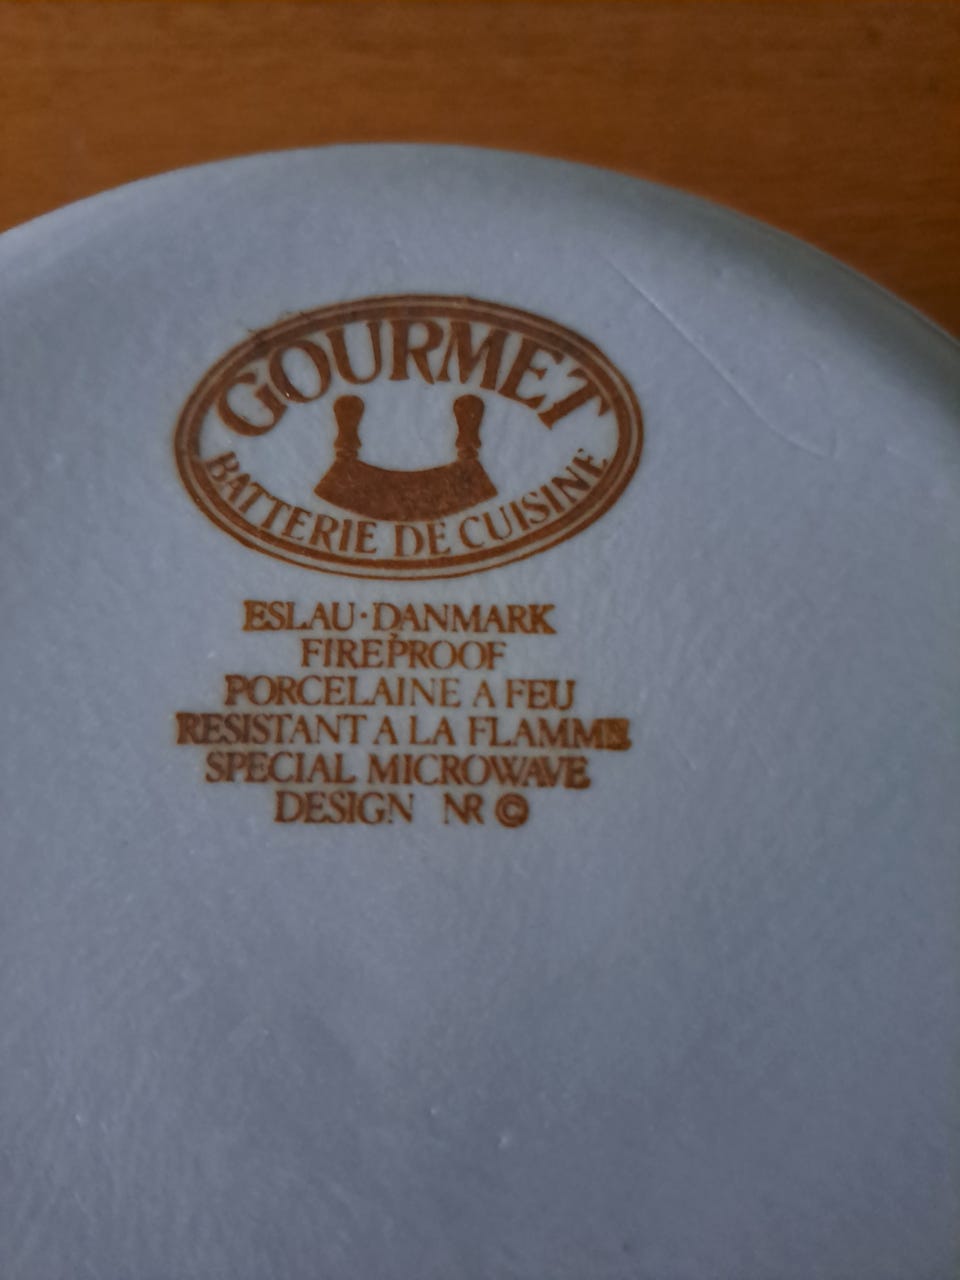 GOURMET
BATTERIE DE CUISINE
ESLAU·DANMARK
FIREPROOF
PORCELAINE A FEU
RESISTANT A LA FLAMME
SPECIAL MICROWAVE
DESIGN NR ©